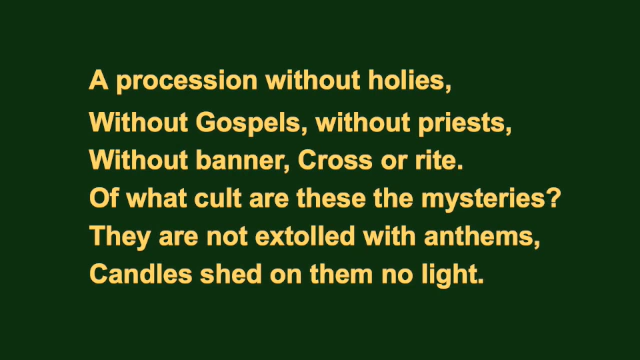 A procession without holies,
Without Gospels, without priests,
Without banner, Cross or rite.
Of what cult are these the mysteries?
They are not extolled with anthems,
Candles shed on them no light.